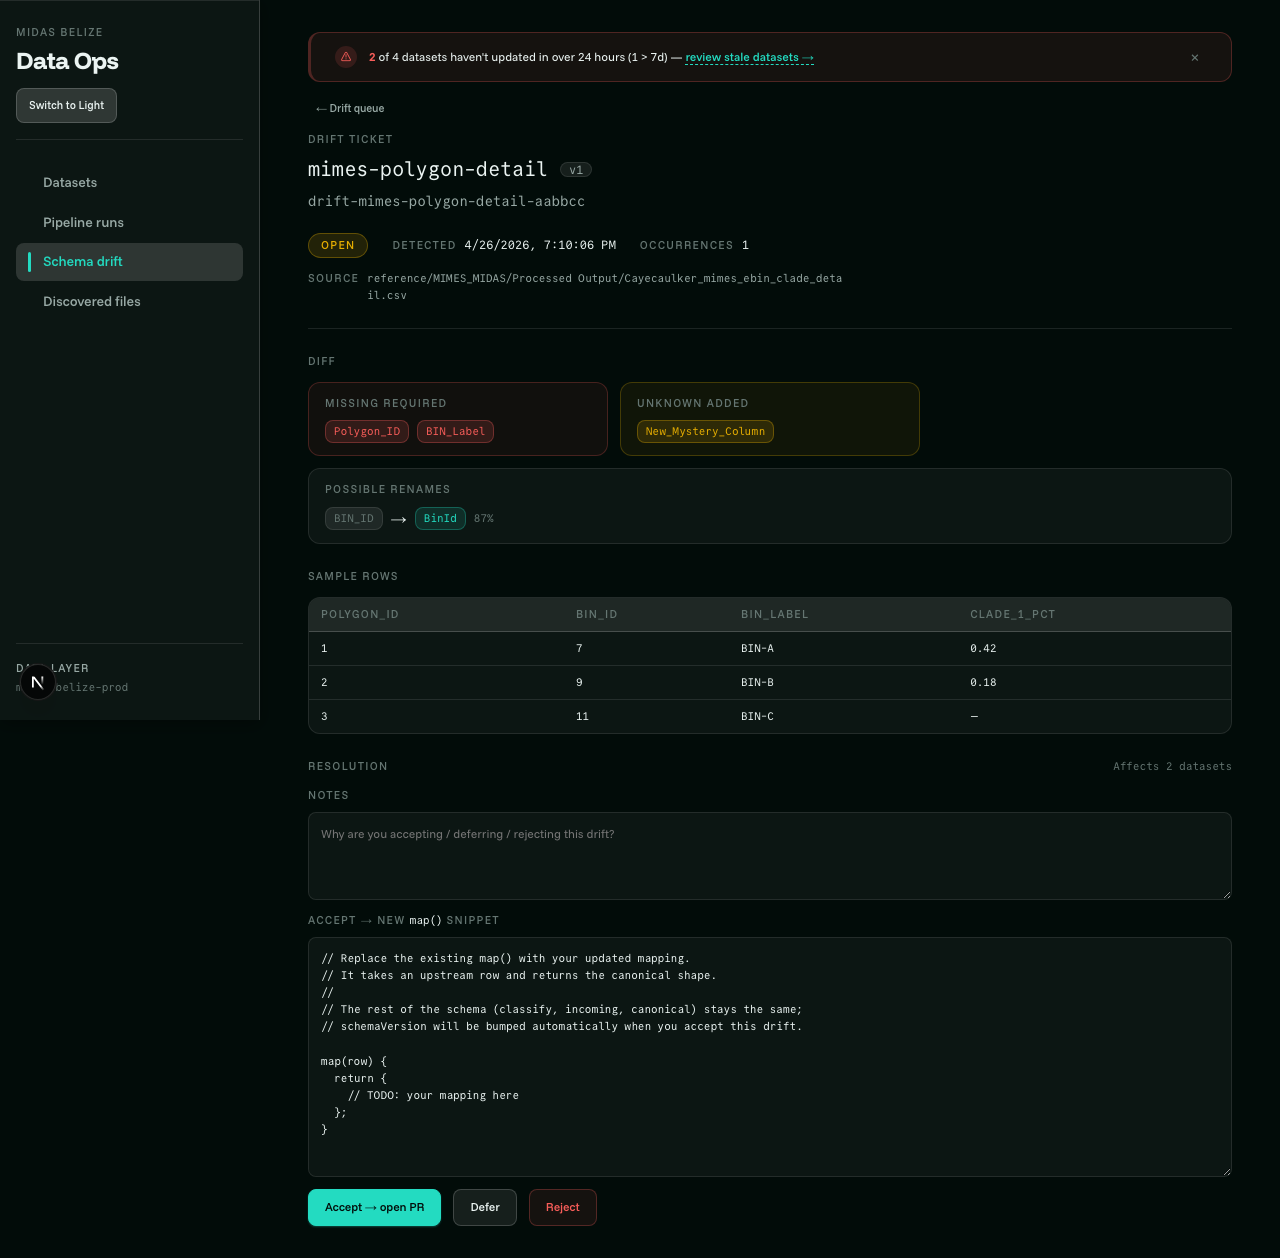 MIDAS BELIZE
Data Ops
Switch to Light
Datasets
Pipeline runs
Schema drift
Discovered files
LAYER
belize-prod
2 of 4 datasets haven't updated in over 24 hours (1 > 7d) — review stale datasets →
×
← Drift queue
DRIFT TICKET
mimes-polygon-detail v1
drift-mimes-polygon-detail-aabbcc
OPEN DETECTED 4/26/2026, 7:10:06 PM OCCURRENCES 1
SOURCE reference/MIMES_MIDAS/Processed Output/Cayecaulker_mimes_ebin_clade_deta
il.csv
DIFF
MISSING REQUIRED
Polygon_ID BIN_Label
UNKNOWN ADDED
New_Mystery_Column
POSSIBLE RENAMES
BIN_ID → BinId 87%
SAMPLE ROWS
POLYGON_ID BIN_ID BIN_LABEL CLADE_1_PCT
1 7 BIN-A 0.42
2 9 BIN-B 0.18
3 11 BIN-C —
RESOLUTION Affects 2 datasets
NOTES
Why are you accepting / deferring / rejecting this drift?
ACCEPT → NEW map() SNIPPET
// Replace the existing map() with your updated mapping.
// It takes an upstream row and returns the canonical shape.
//
// The rest of the schema (classify, incoming, canonical) stays the same;
// schemaVersion will be bumped automatically when you accept this drift.
map(row) {
return {
// TODO: your mapping here
};
}
Accept → open PR Defer Reject